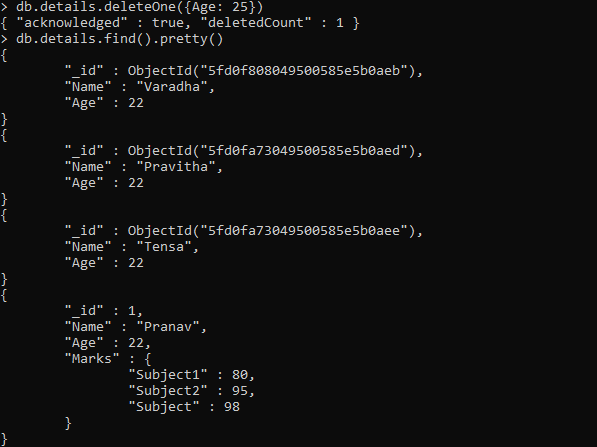 > db.details.deleteOne({Age: 25})
{ "acknowledged" : true, "deletedCount" : 1 }
> db.details.find().pretty()
{
        "_id" : ObjectId("5fd0f808049500585e5b0aeb"),
        "Name" : "Varadha",
        "Age" : 22
}
{
        "_id" : ObjectId("5fd0fa73049500585e5b0aed"),
        "Name" : "Pravitha",
        "Age" : 22
}
{
        "_id" : ObjectId("5fd0fa73049500585e5b0aee"),
        "Name" : "Tensa",
        "Age" : 22
}
{
        "_id" : 1,
        "Name" : "Pranav",
        "Age" : 22,
        "Marks" : {
                "Subject1" : 80,
                "Subject2" : 95,
                "Subject" : 98
        }
}